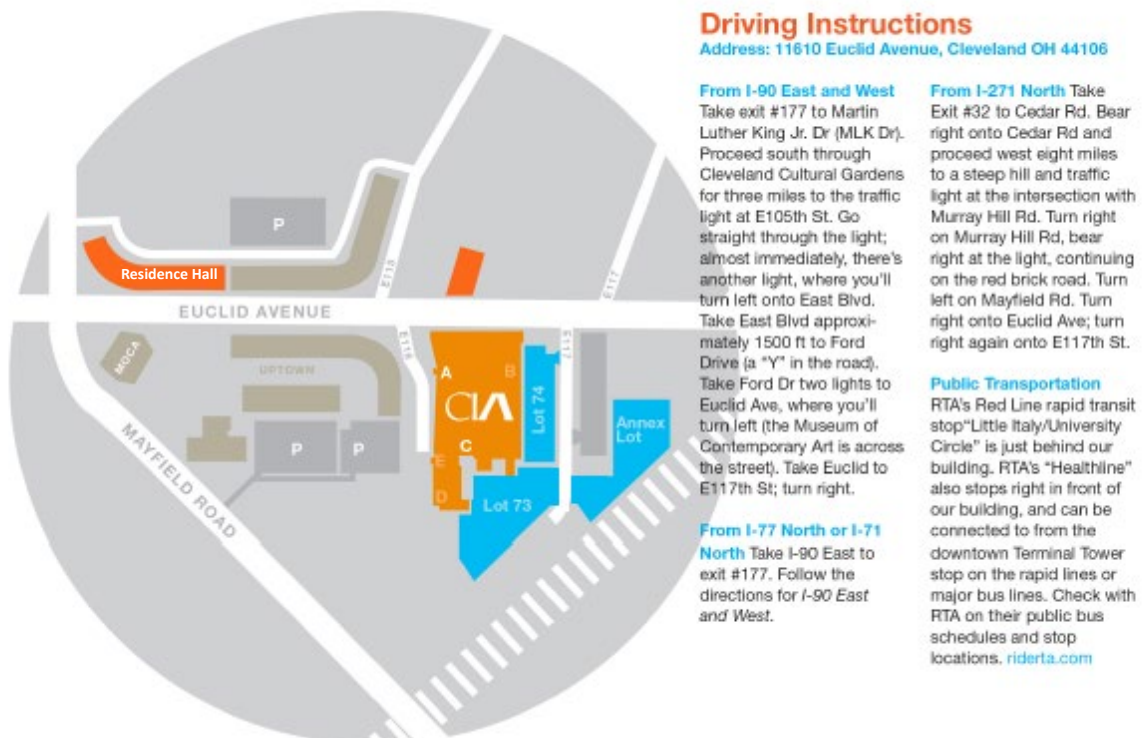 Residence Hall
P
E115
E117
EUCLID AVENUE
MOCA
UPTOWN
P
P
MAYFIELD ROAD
A
B
CIA
C
E
D
E117
Lot 74
Annex
Lot
Lot 73
Driving Instructions
Address: 11610 Euclid Avenue, Cleveland OH 44106
From I-90 East and West
Take exit #177 to Martin
Luther King Jr. Dr (MLK Dr).
Proceed south through
Cleveland Cultural Gardens
for three miles to the traffic
light at E105th St. Go
straight through the light;
almost immediately, there's
another light, where you'll
turn left onto East Blvd.
Take East Blvd approxi-
mately 1500 ft to Ford
Drive (a "Y" in the road).
Take Ford Dr two lights to
Euclid Ave, where you'll
turn left (the Museum of
Contemporary Art is across
the street). Take Euclid to
E117th St; turn right.
From I-77 North or I-71
North Take I-90 East to
exit #177. Follow the
directions for I-90 East
and West.
From I-271 North Take
Exit #32 to Cedar Rd. Bear
right onto Cedar Rd and
proceed west eight miles
to a steep hill and traffic
light at the intersection with
Murray Hill Rd. Turn right
on Murray Hill Rd, bear
right at the light, continuing
on the red brick road. Turn
left on Mayfield Rd. Turn
right onto Euclid Ave; turn
right again onto E117th St.
Public Transportation
RTA's Red Line rapid transit
stop"Little Italy/University
Circle" is just behind our
building. RTA's "Healthline"
also stops right in front of
our building, and can be
connected to from the
downtown Terminal Tower
stop on the rapid lines or
major bus lines. Check with
RTA on their public bus
schedules and stop
locations. riderta.com